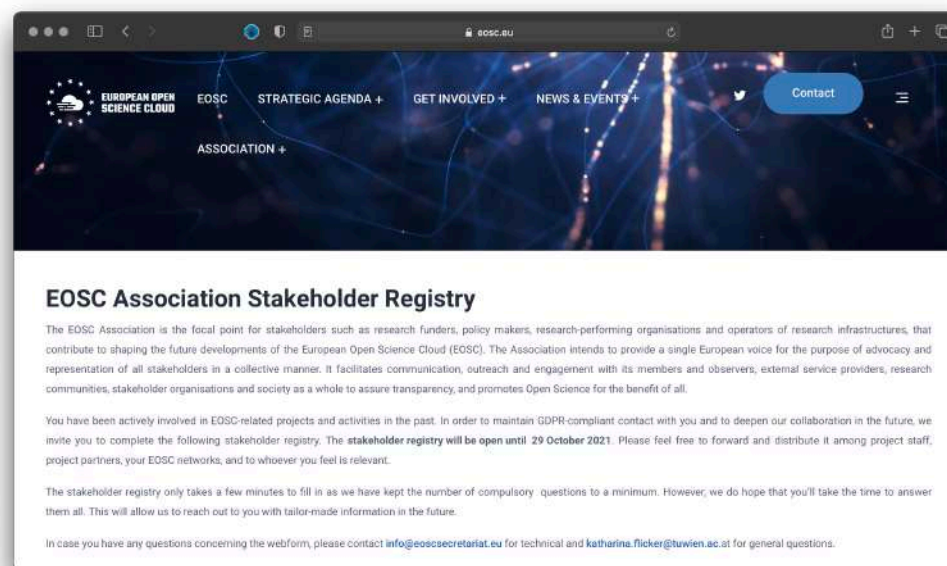 eosc.eu
EUROPEAN OPEN
SCIENCE CLOUD
EOSC
STRATEGIC AGENDA +
GET INVOLVED +
NEWS & EVENTS +
Contact
ASSOCIATION +
EOSC Association Stakeholder Registry
The EOSC Association is the focal point for stakeholders such as research funders, policy makers, research-performing organisations and operators of research infrastructures, that
contribute to shaping the future developments of the European Open Science Cloud (EOSC). The Association intends to provide a single European voice for the purpose of advocacy and
representation of all stakeholders in a collective manner. It facilitates communication, outreach and engagement with its members and observers, external service providers, research
communities, stakeholder organisations and society as a whole to assure transparency, and promotes Open Science for the benefit of all.
You have been actively involved in EOSC-related projects and activities in the past. In order to maintain GDPR-compliant contact with you and to deepen our collaboration in the future, we
invite you to complete the following stakeholder registry. The stakeholder registry will be open until 29 October 2021. Please feel free to forward and distribute it among project staff,
project partners, your EOSC networks, and to whoever you feel is relevant.
The stakeholder registry only takes a few minutes to fill in as we have kept the number of compulsory questions to a minimum. However, we do hope that you'll take the time to answer
them all. This will allow us to reach out to you with tailor-made information in the future.
In case you have any questions concerning the webform, please contact info@eoscsecretariat.eu for technical and katharina.flicker@tuwien.ac.at for general questions.